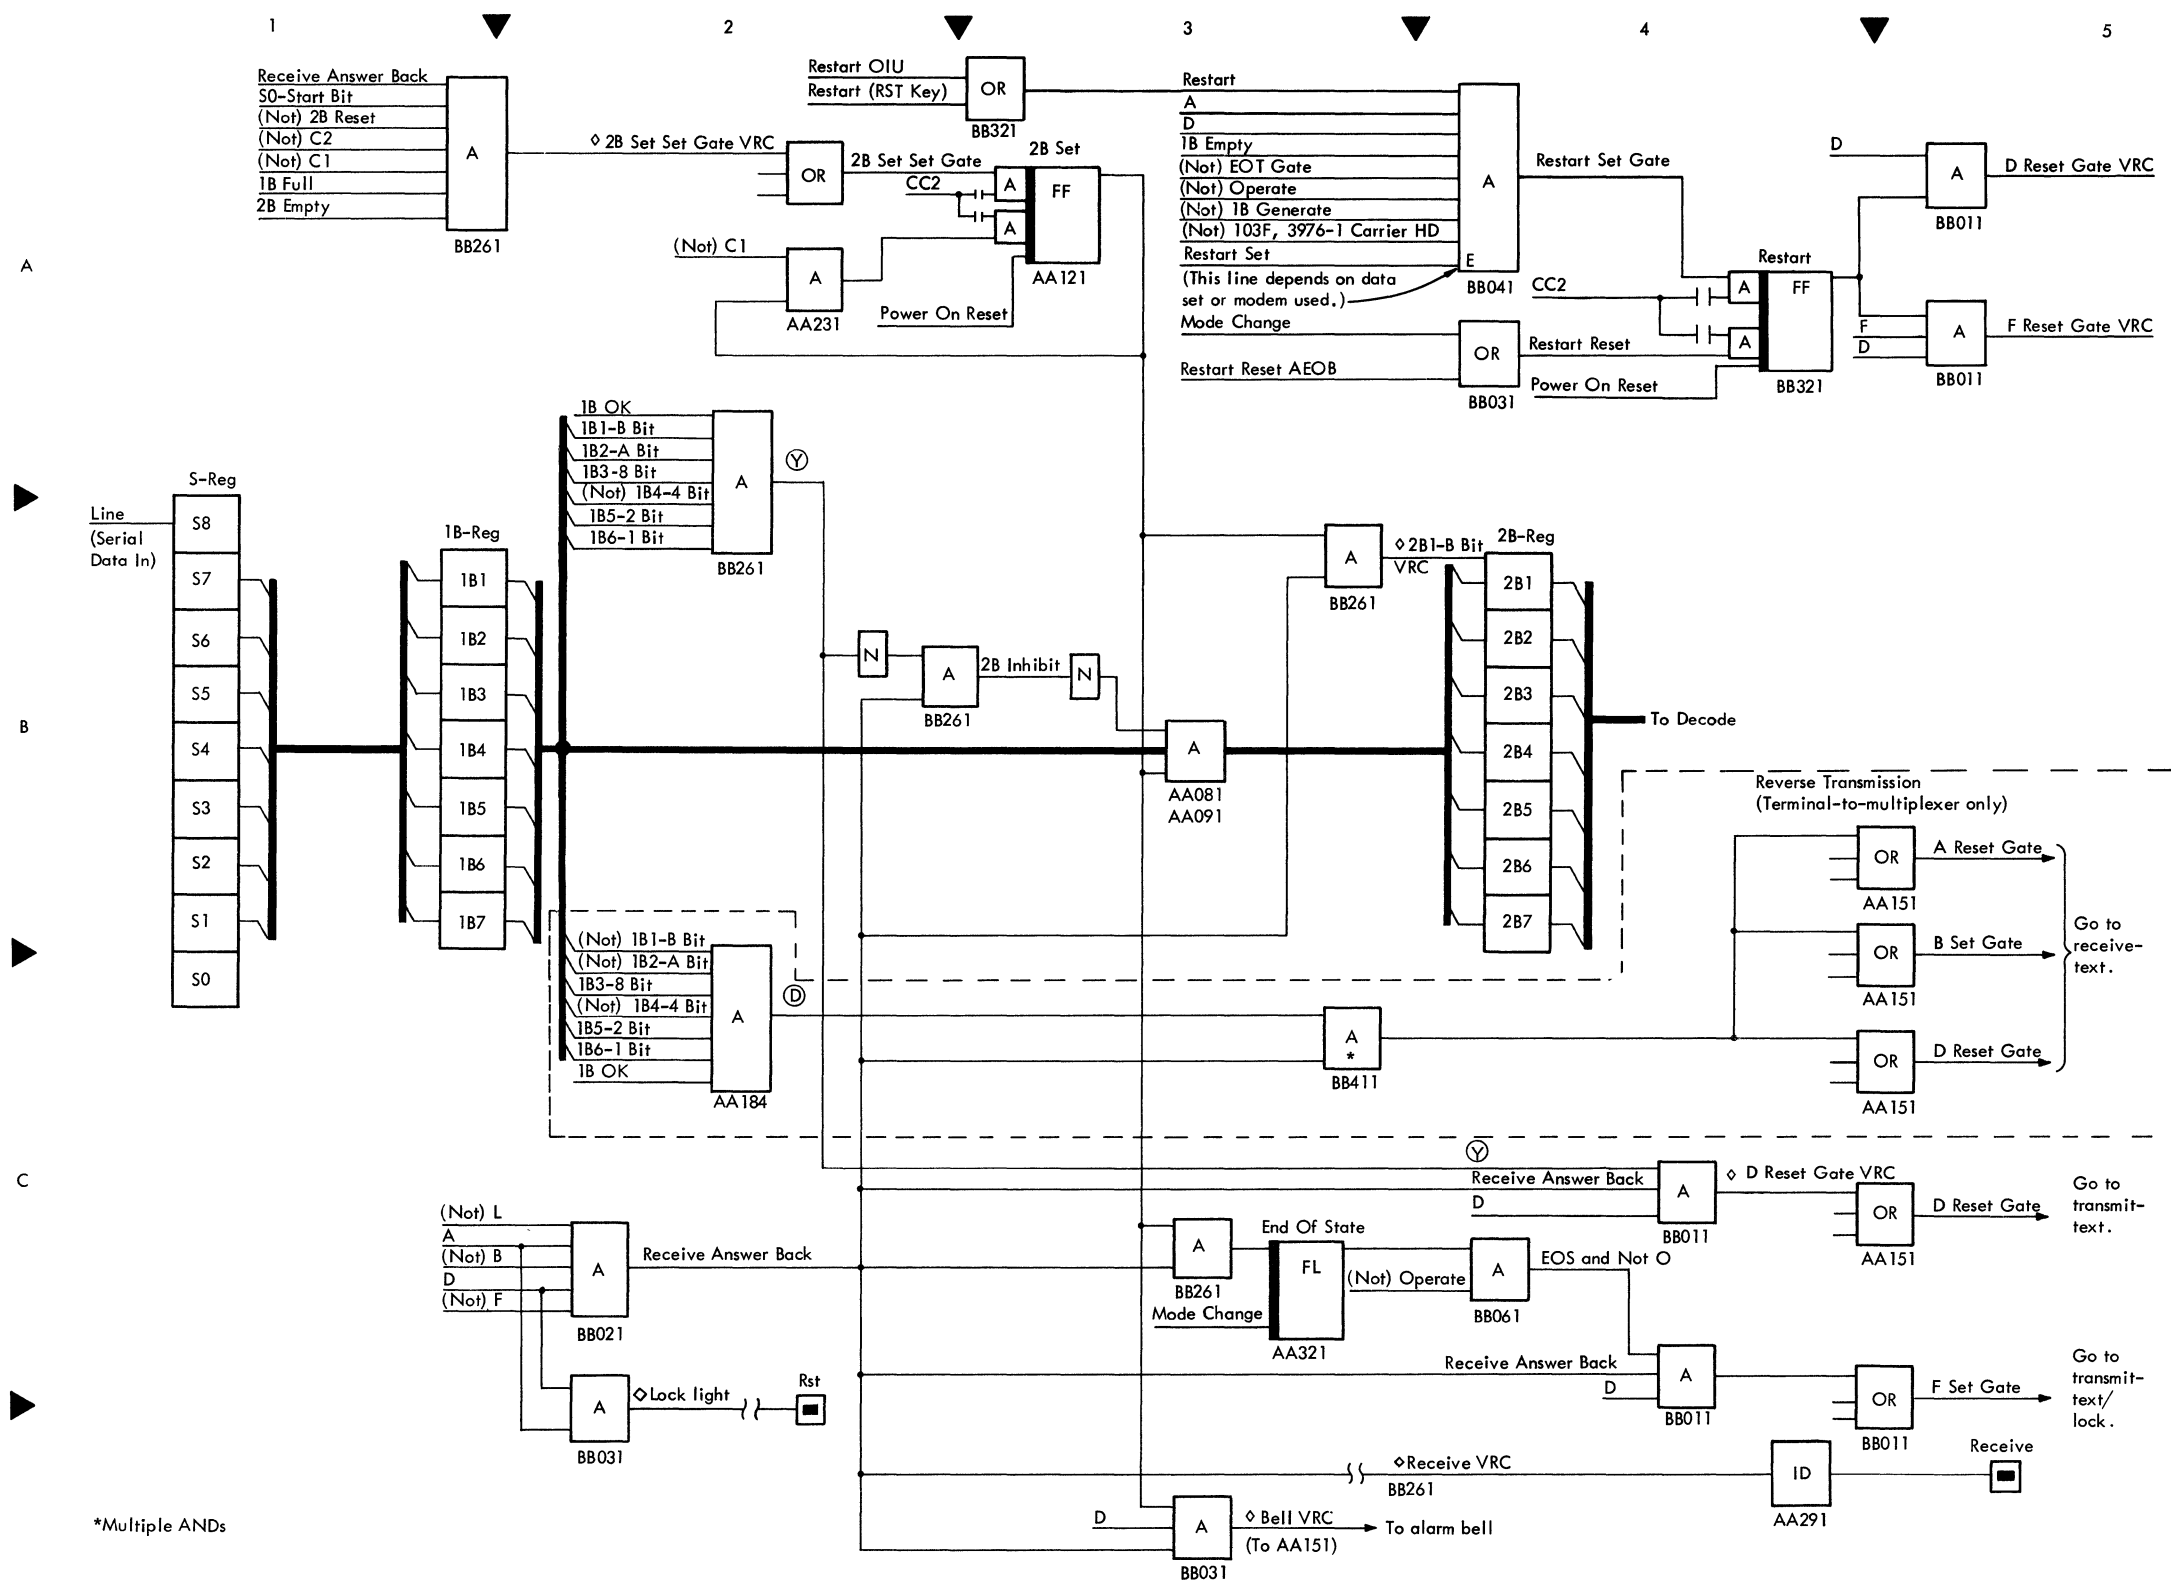 1 2 3 4 5
Receive Answer Back
S0-Start Bit
(Not) 2B Reset
(Not) C2
(Not) C1
1B Full
2B Empty
A
BB261
◊ 2B Set Set Gate VRC
OR
2B Set Set Gate
CC2
2B Set
A
A
FF
AA121
(Not) C1
A
AA231
Power On Reset
Restart OIU
Restart (RST Key)
OR
BB321
Restart
A
D
1B Empty
(Not) EOT Gate
(Not) Operate
(Not) 1B Generate
(Not) 103F, 3976-1 Carrier HD
Restart Set
(This line depends on data
set or modem used.)
A
E
BB041
Mode Change
Restart Reset AEOB
OR
BB031
Restart Set Gate
CC2
Restart Reset
Power On Reset
Restart
A
A
FF
BB321
D
A
BB011
D Reset Gate VRC
F
D
A
BB011
F Reset Gate VRC
A
S-Reg
Line
(Serial
Data In)
S8
S7
S6
S5
S4
S3
S2
S1
S0
1B-Reg
1B1
1B2
1B3
1B4
1B5
1B6
1B7
1B OK
1B1-B Bit
1B2-A Bit
1B3-8 Bit
(Not) 1B4-4 Bit
1B5-2 Bit
1B6-1 Bit
A
BB261
Y
N
A
BB261
2B Inhibit
N
A
AA081
AA091
A
BB261
◊ 2B1-B Bit
VRC
2B-Reg
2B1
2B2
2B3
2B4
2B5
2B6
2B7
To Decode
B
Reverse Transmission
(Terminal-to-multiplexer only)
(Not) 1B1-B Bit
(Not) 1B2-A Bit
1B3-8 Bit
(Not) 1B4-4 Bit
1B5-2 Bit
1B6-1 Bit
1B OK
A
AA184
D
A
*
BB411
OR
AA151
A Reset Gate
OR
AA151
B Set Gate
OR
AA151
D Reset Gate
Go to
receive-
text.
C
Y
Receive Answer Back
D
A
BB011
◊ D Reset Gate VRC
OR
AA151
D Reset Gate
Go to
transmit-
text.
(Not) L
A
(Not) B
D
(Not) F
A
BB021
Receive Answer Back
A
BB261
Mode Change
End Of State
FL
AA321
(Not) Operate
A
BB061
EOS and Not O
A
BB031
◊ Lock light
Rst
Receive Answer Back
D
A
BB011
OR
BB011
F Set Gate
Go to
transmit-
text/
lock.
◊ Receive VRC
BB261
ID
AA291
Receive
D
A
BB031
◊ Bell VRC
(To AA151)
To alarm bell
*Multiple ANDs